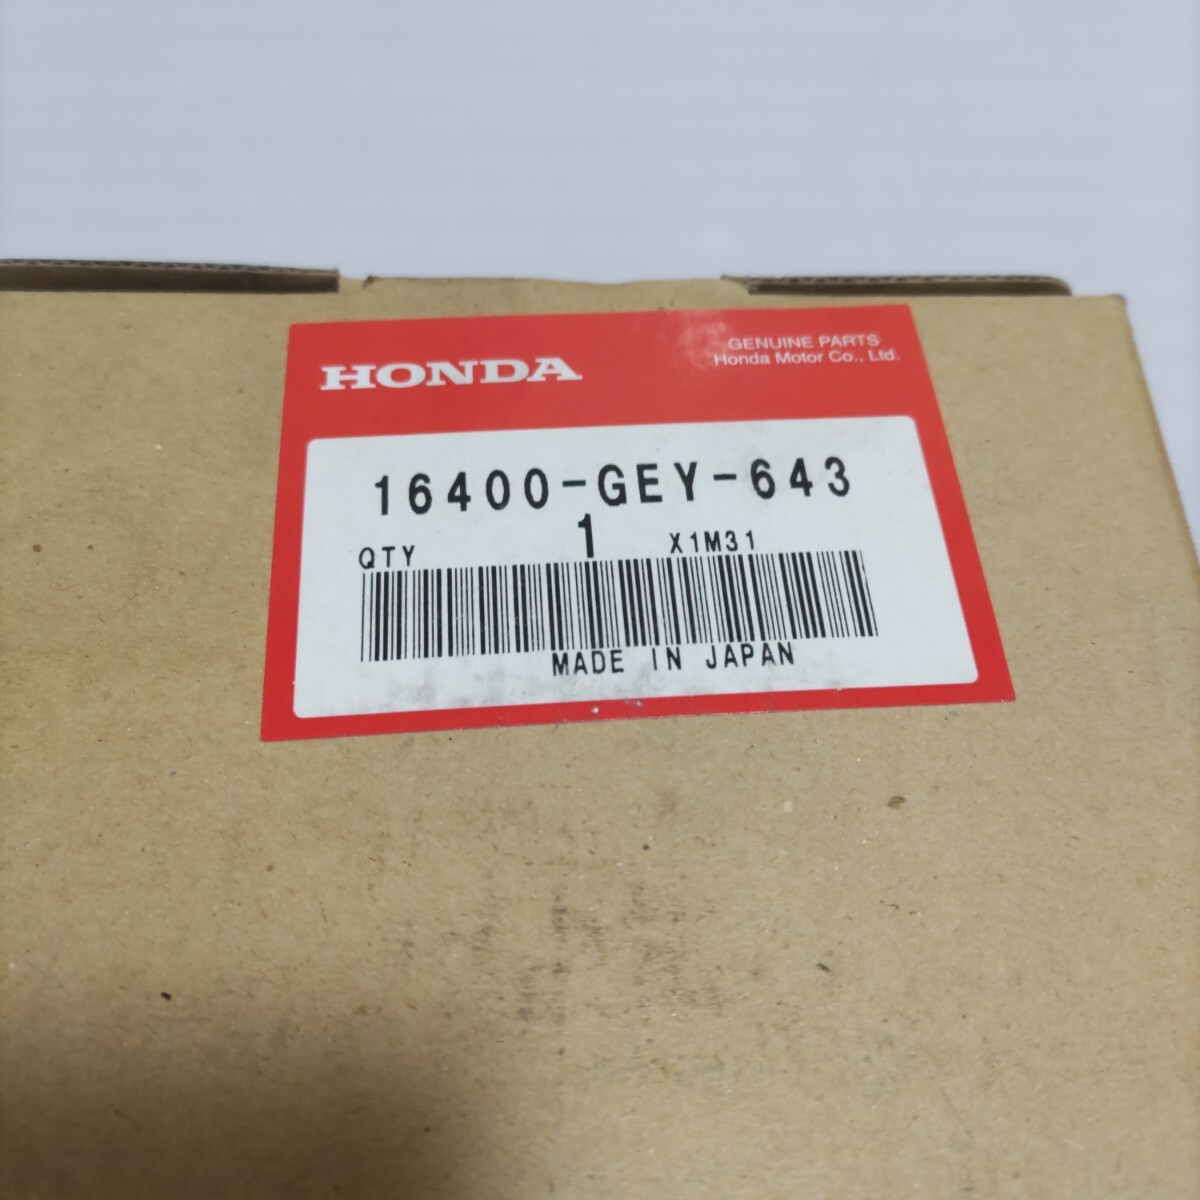 HONDA
GENUINE PARTS
Honda Motor Co., Ltd.
16400-GEY-643
QTY 1 X1M31
MADE IN JAPAN